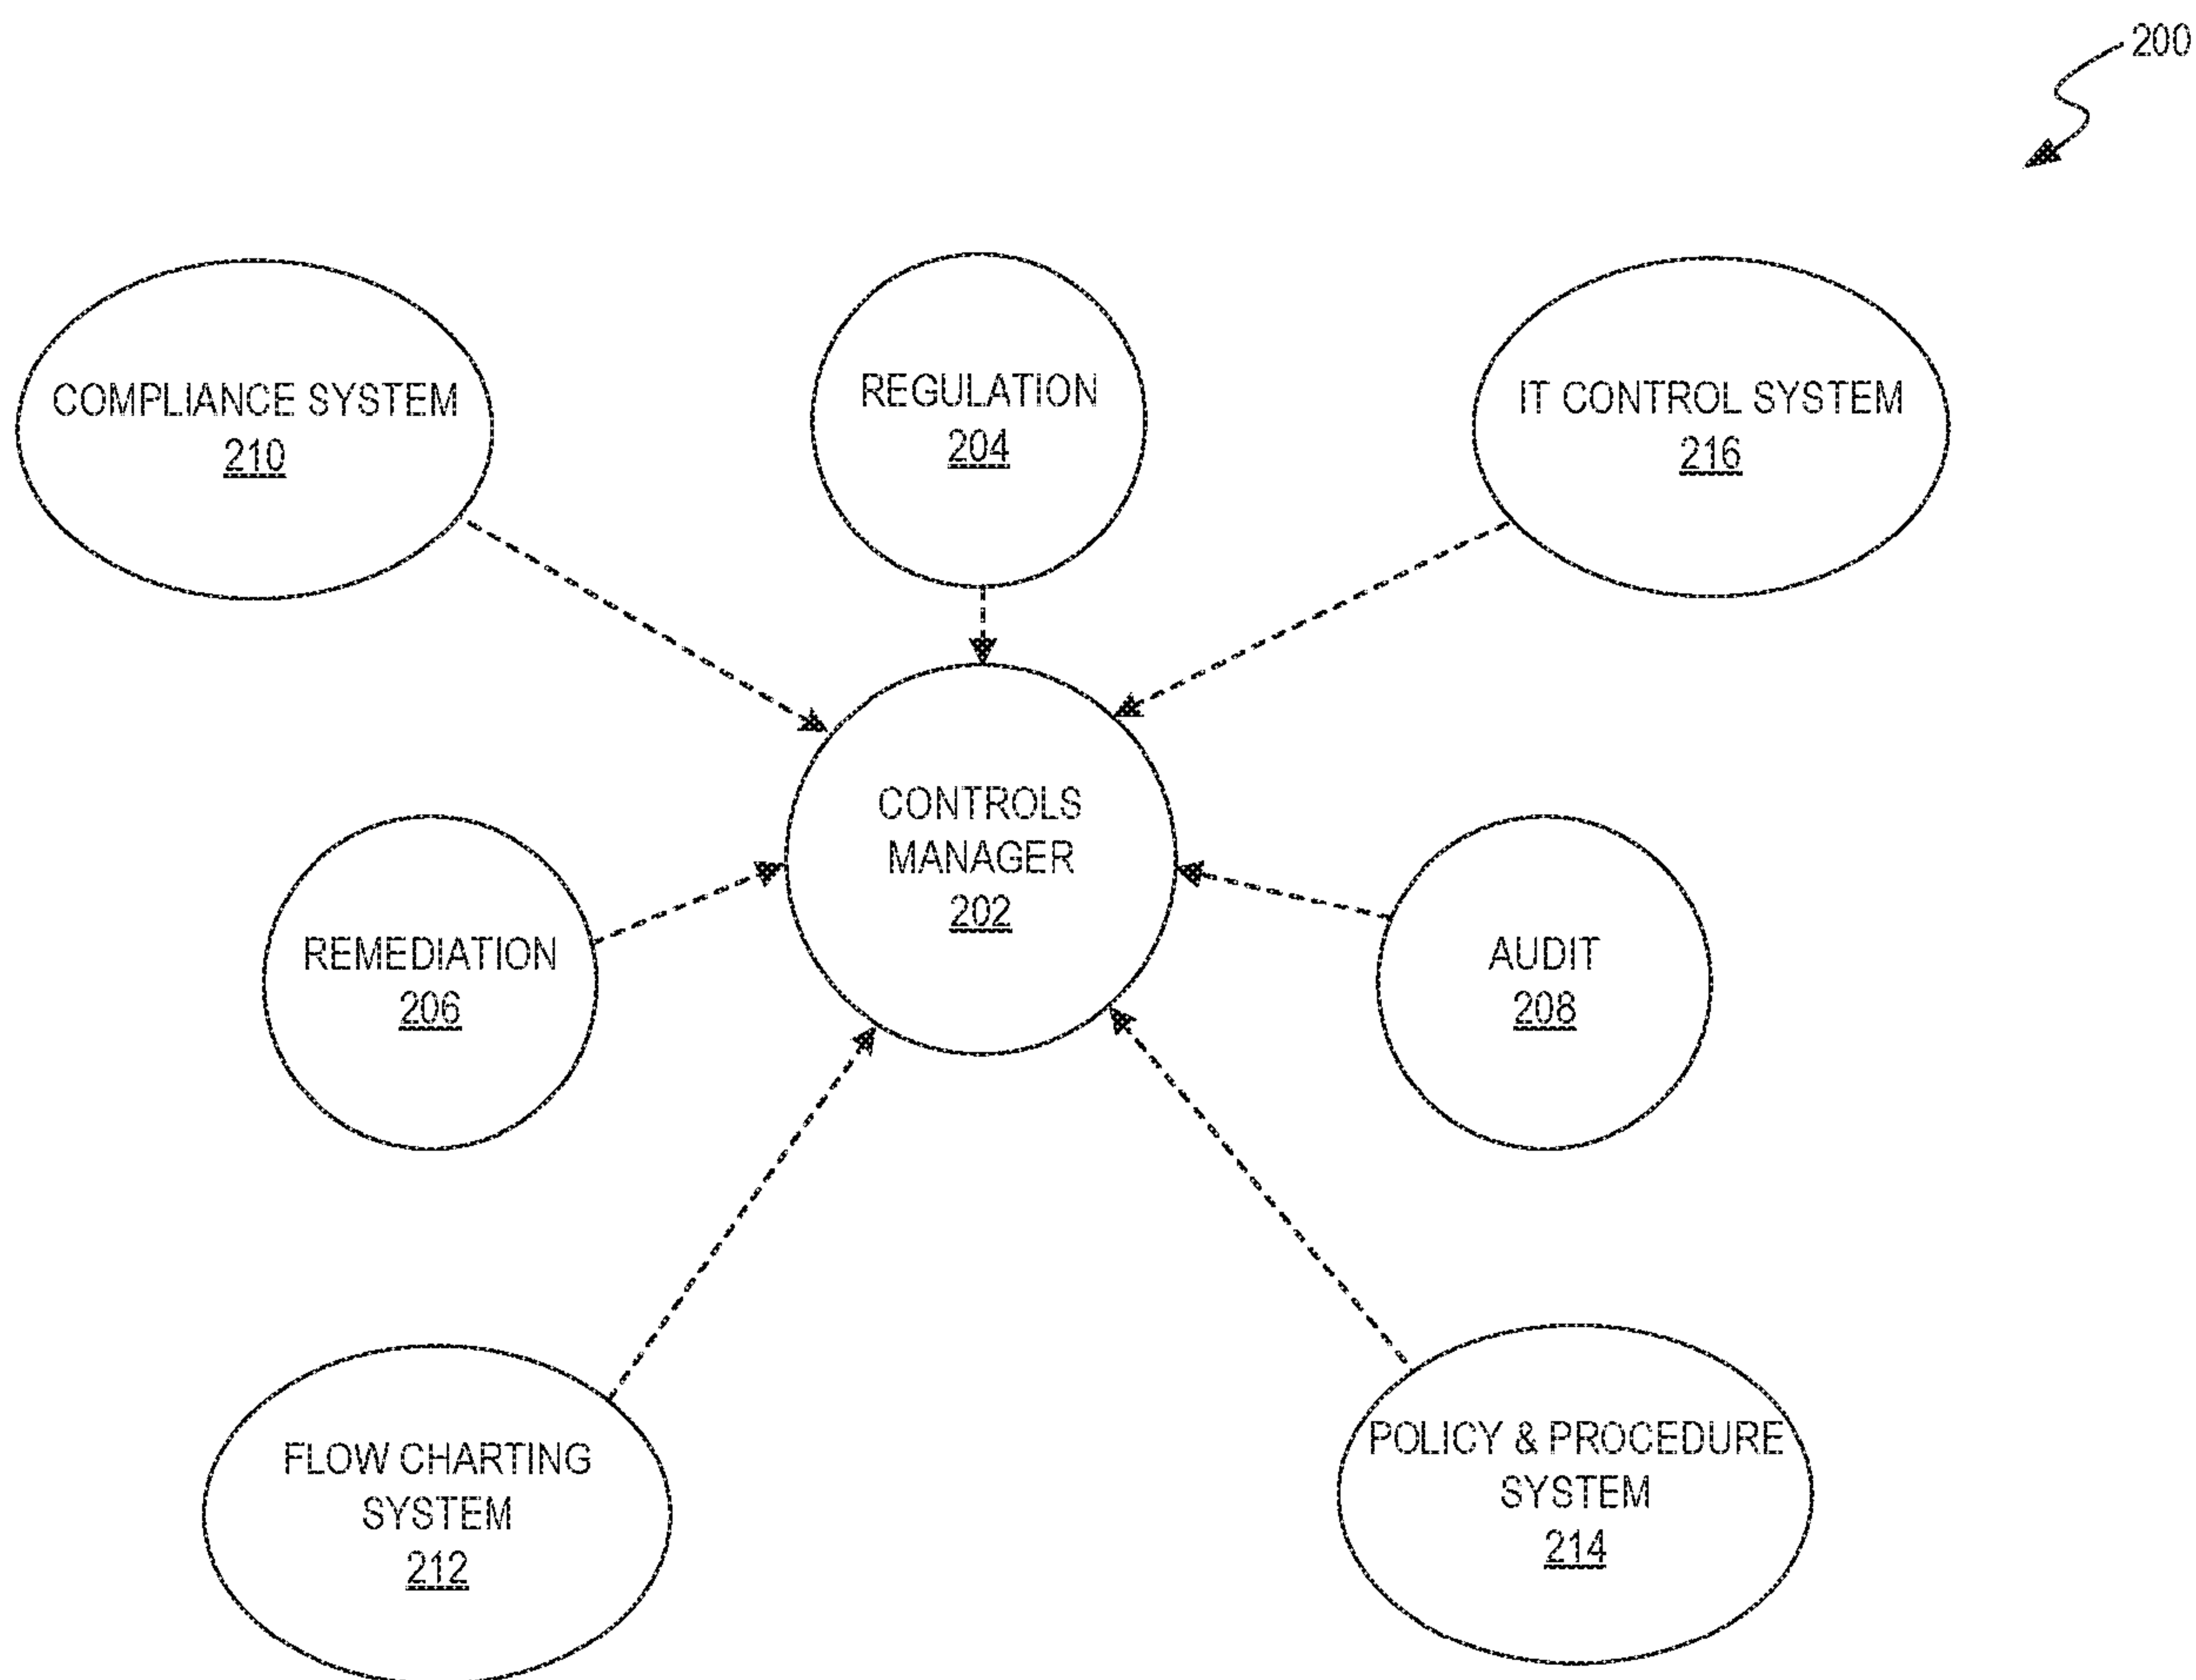 200
COMPLIANCE SYSTEM
210
REGULATION
204
IT CONTROL SYSTEM
216
CONTROLS
MANAGER
202
REMEDIATION
206
AUDIT
208
FLOW CHARTING
SYSTEM
212
POLICY & PROCEDURE
SYSTEM
214